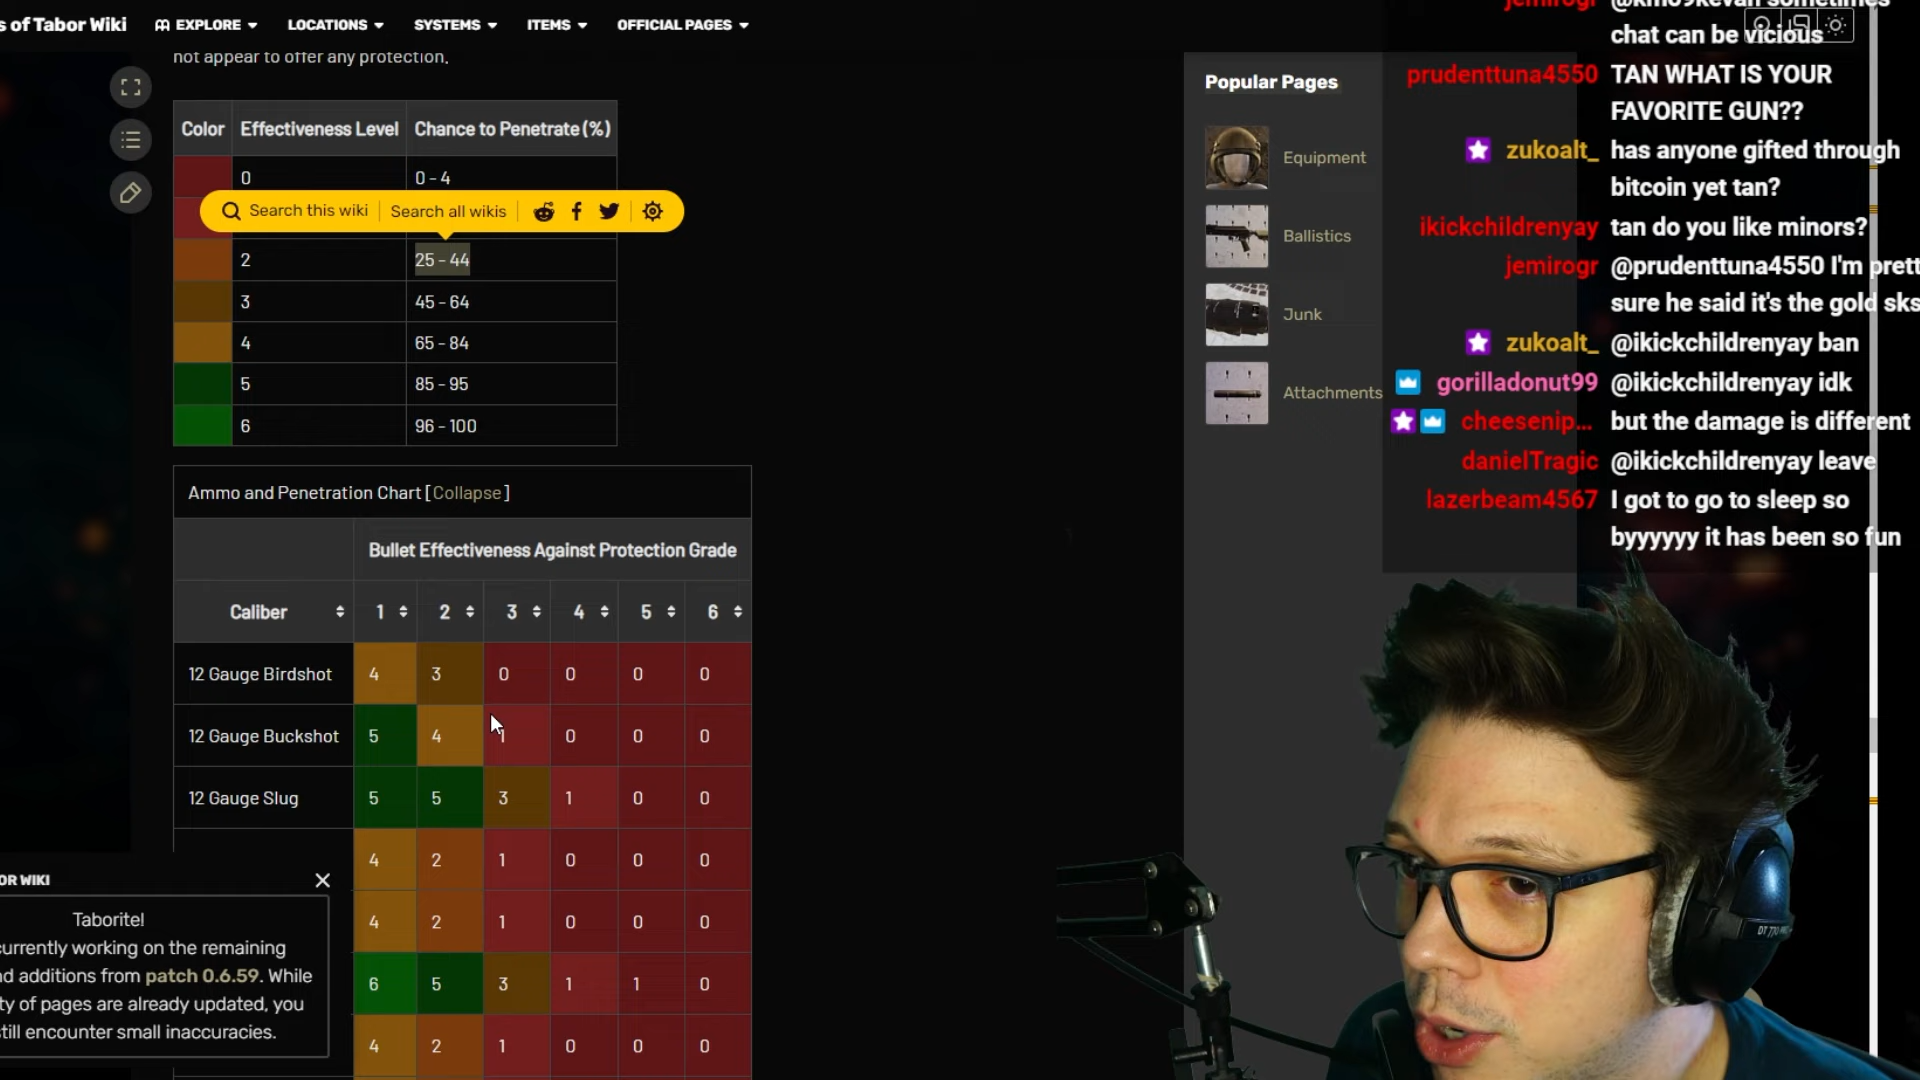 s of Tabor Wiki
EXPLORE
LOCATIONS
SYSTEMS
ITEMS
OFFICIAL PAGES
not appear to offer any protection.
Color Effectiveness Level Chance to Penetrate (%)
0 0 - 4
Search this wiki Search all wikis
2 25 - 44
3 45 - 64
4 65 - 84
5 85 - 95
6 96 - 100
Ammo and Penetration Chart [Collapse]
Bullet Effectiveness Against Protection Grade
Caliber 1 2 3 4 5 6
12 Gauge Birdshot 4 3 0 0 0 0
12 Gauge Buckshot 5 4 1 0 0 0
12 Gauge Slug 5 5 3 1 0 0
4 2 1 0 0 0
4 2 1 0 0 0
6 5 3 1 1 0
4 2 1 0 0 0
OR WIKI
Taborite!
currently working on the remaining
nd additions from patch 0.6.59. While
ty of pages are already updated, you
still encounter small inaccuracies.
Popular Pages
Equipment
Ballistics
Junk
Attachments
jemirogr @kmo9kevan sometimes
chat can be vicious
prudenttuna4550 TAN WHAT IS YOUR
FAVORITE GUN??
zukoalt_ has anyone gifted through
bitcoin yet tan?
ikickchildrenyay tan do you like minors?
jemirogr @prudenttuna4550 I'm prett
sure he said it's the gold sks
zukoalt_ @ikickchildrenyay ban
gorilladonut99 @ikickchildrenyay idk
cheesenip... but the damage is different
danielTragic @ikickchildrenyay leave
lazerbeam4567 I got to go to sleep so
byyyyyy it has been so fun